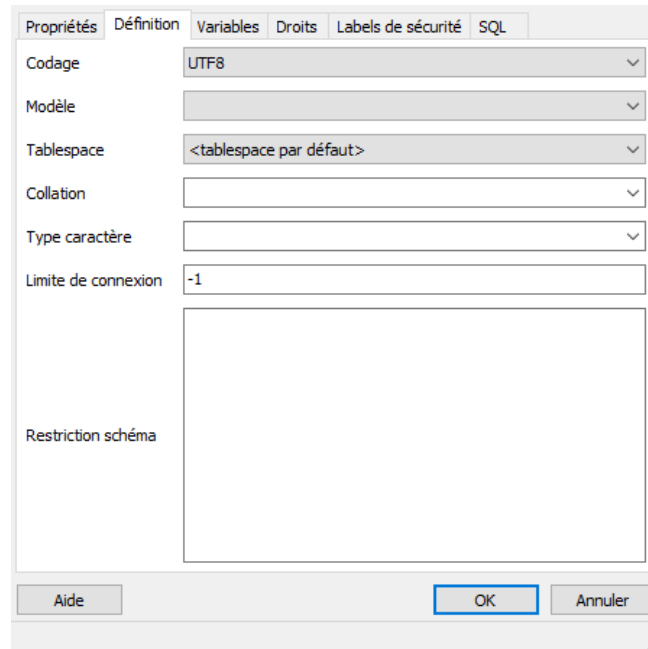 Propriétés Définition Variables Droits Labels de sécurité SQL
Codage UTF8
Modèle
Tablespace <tablespace par défaut>
Collation
Type caractère
Limite de connexion -1
Restriction schéma
Aide OK Annuler